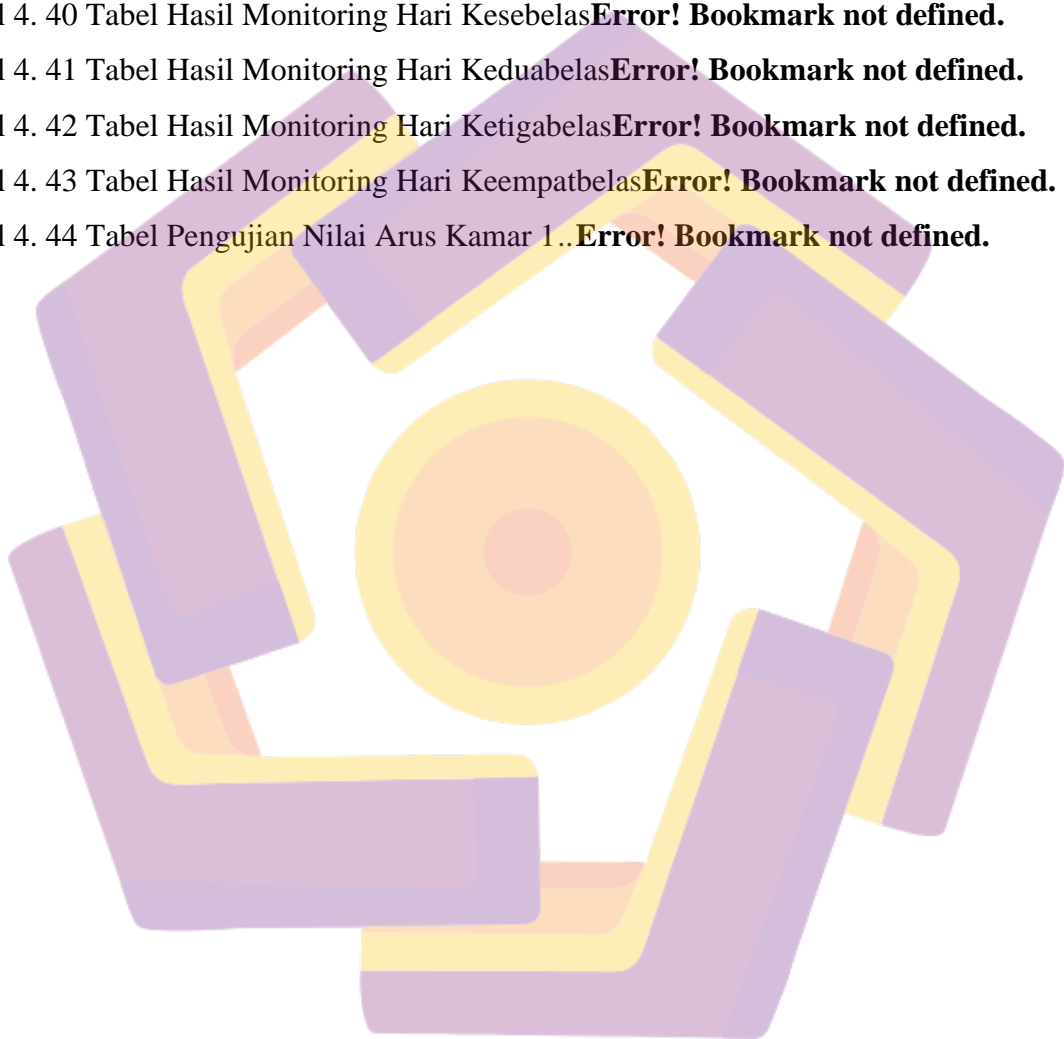 l 4. 40 Tabel Hasil Monitoring Hari KesebelasError! Bookmark not defined.
l 4. 41 Tabel Hasil Monitoring Hari KeduabelasError! Bookmark not defined.
l 4. 42 Tabel Hasil Monitoring Hari KetigabelasError! Bookmark not defined.
l 4. 43 Tabel Hasil Monitoring Hari KeempatbelasError! Bookmark not defined.
l 4. 44 Tabel Pengujian Nilai Arus Kamar 1..Error! Bookmark not defined.